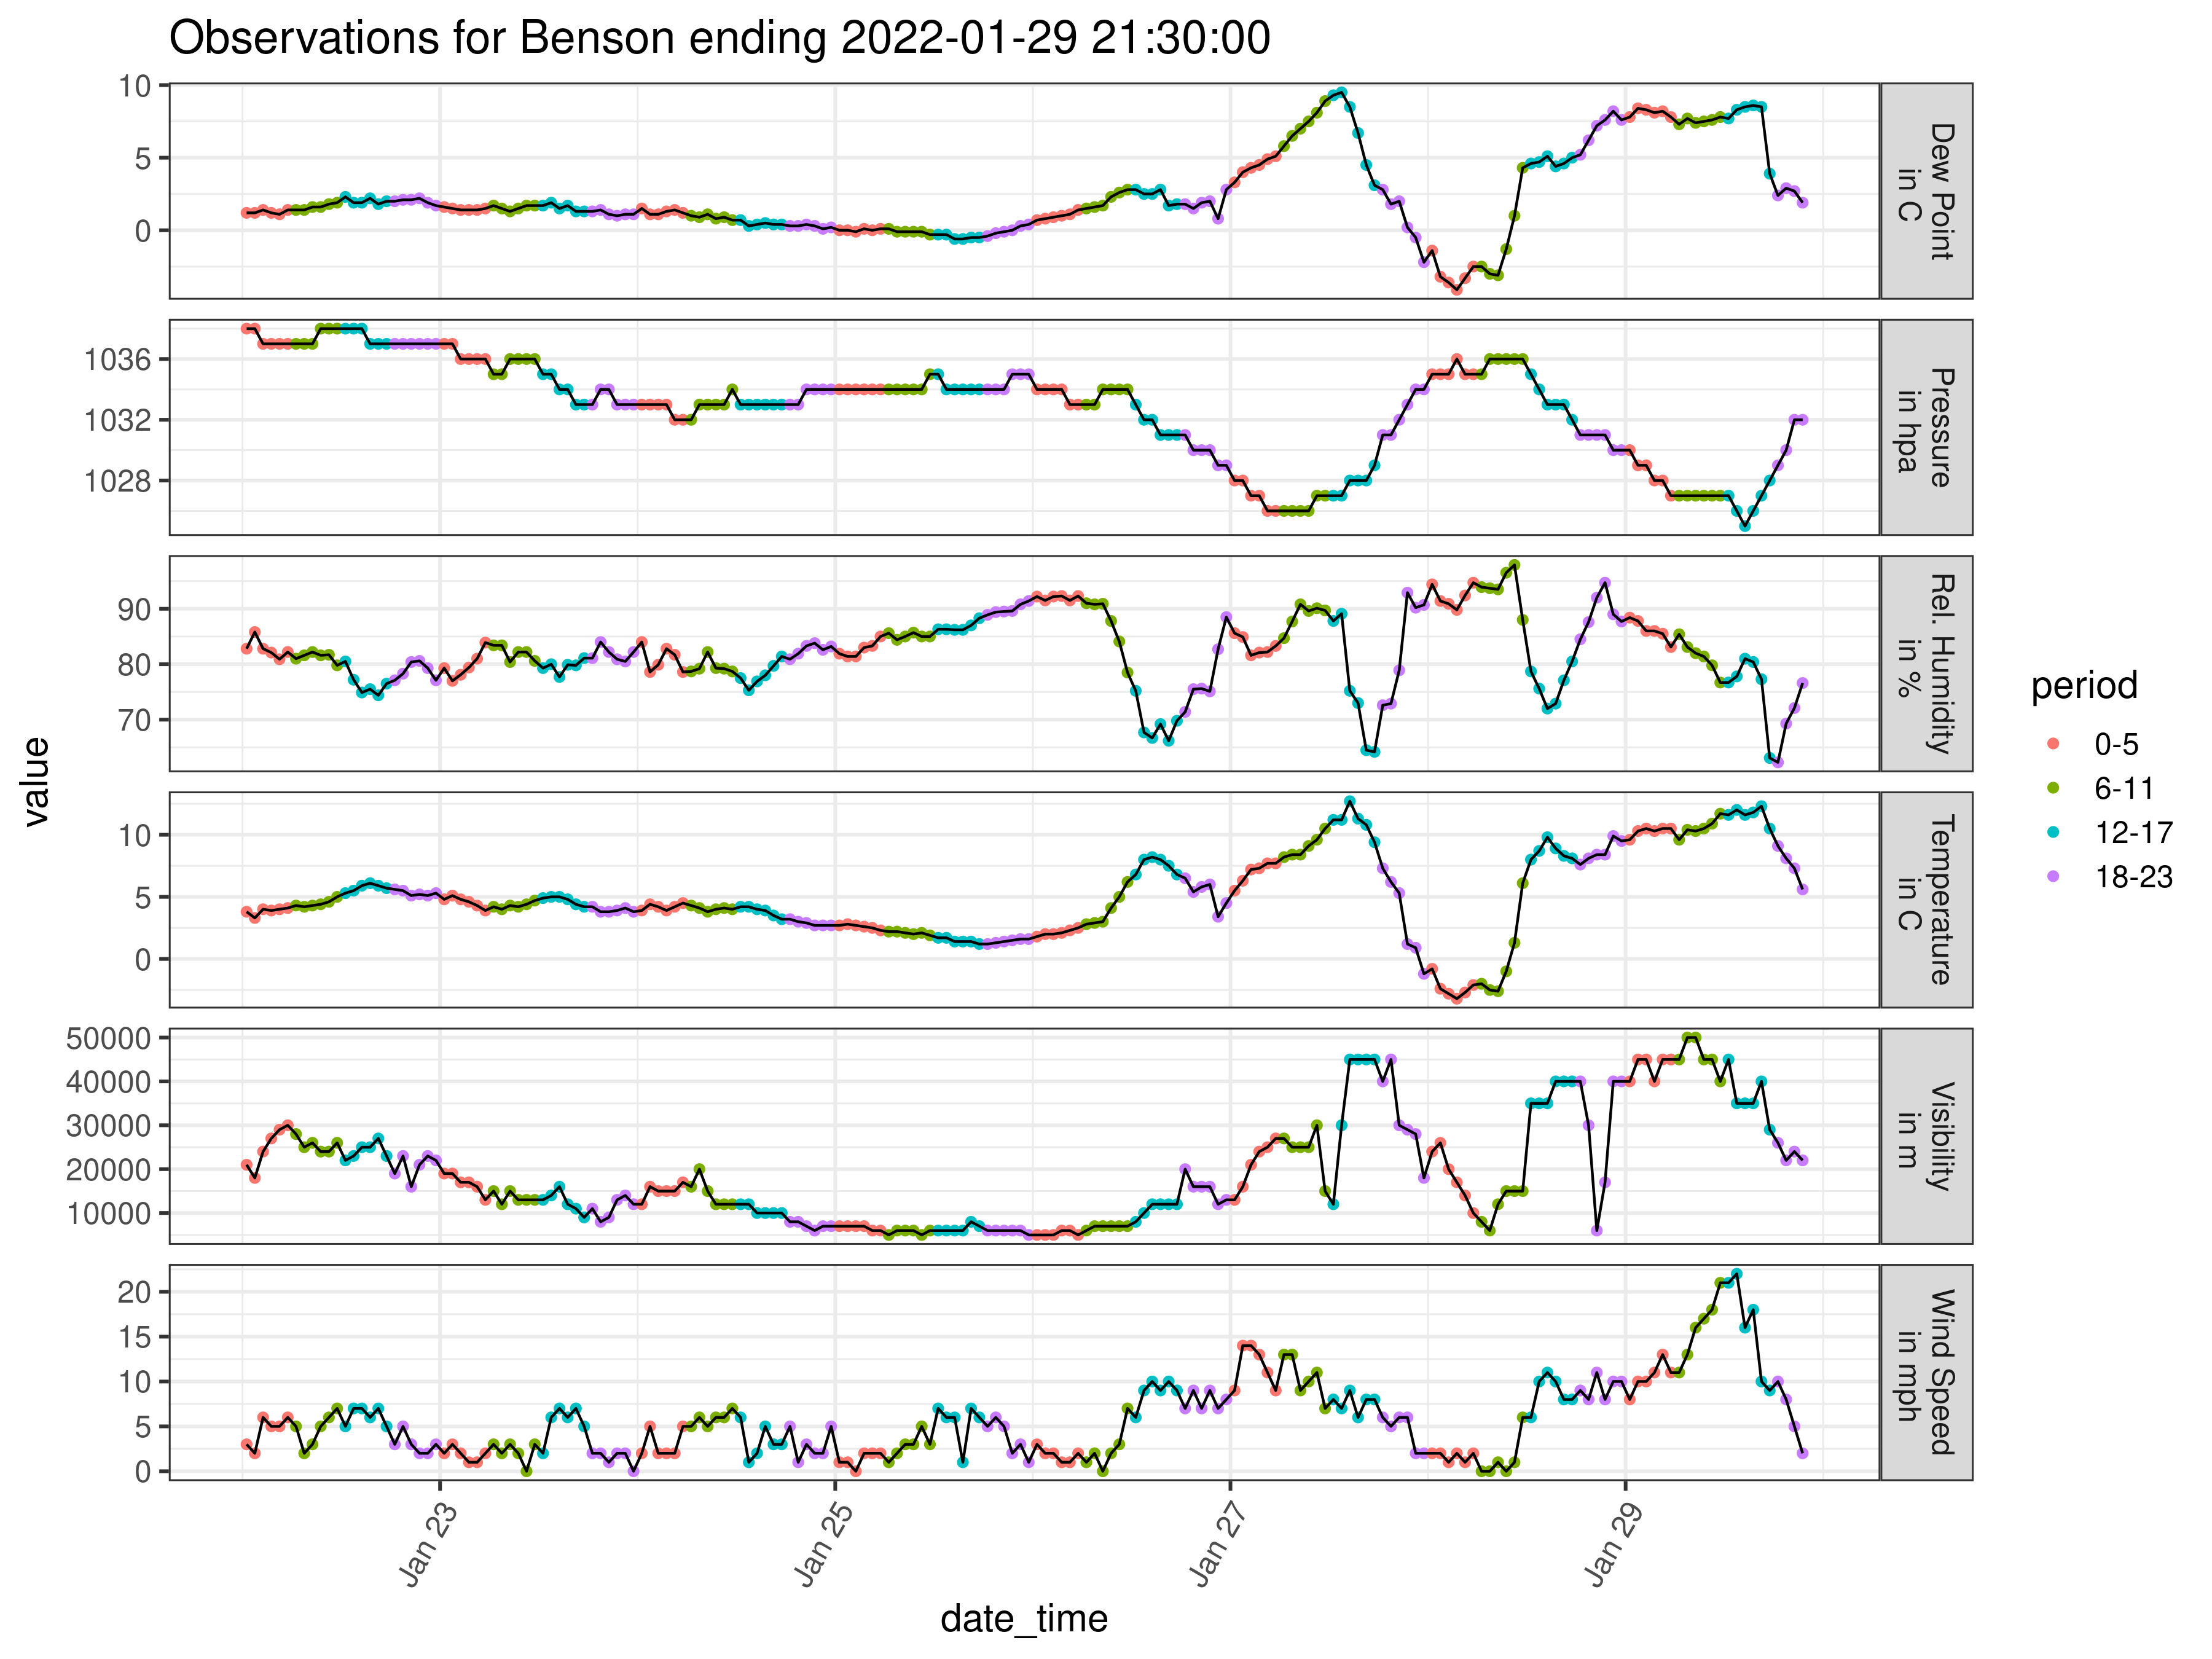 Observations for Benson ending 2022-01-29 21:30:00
value
10
5
0
Dew Point
in C
1036
1032
1028
Pressure
in hpa
90
80
70
Rel. Humidity
in %
10
5
0
Temperature
in C
50000
40000
30000
20000
10000
Visibility
in m
20
15
10
5
0
Wind Speed
in mph
Jan 23
Jan 25
Jan 27
Jan 29
date_time
period
0-5
6-11
12-17
18-23